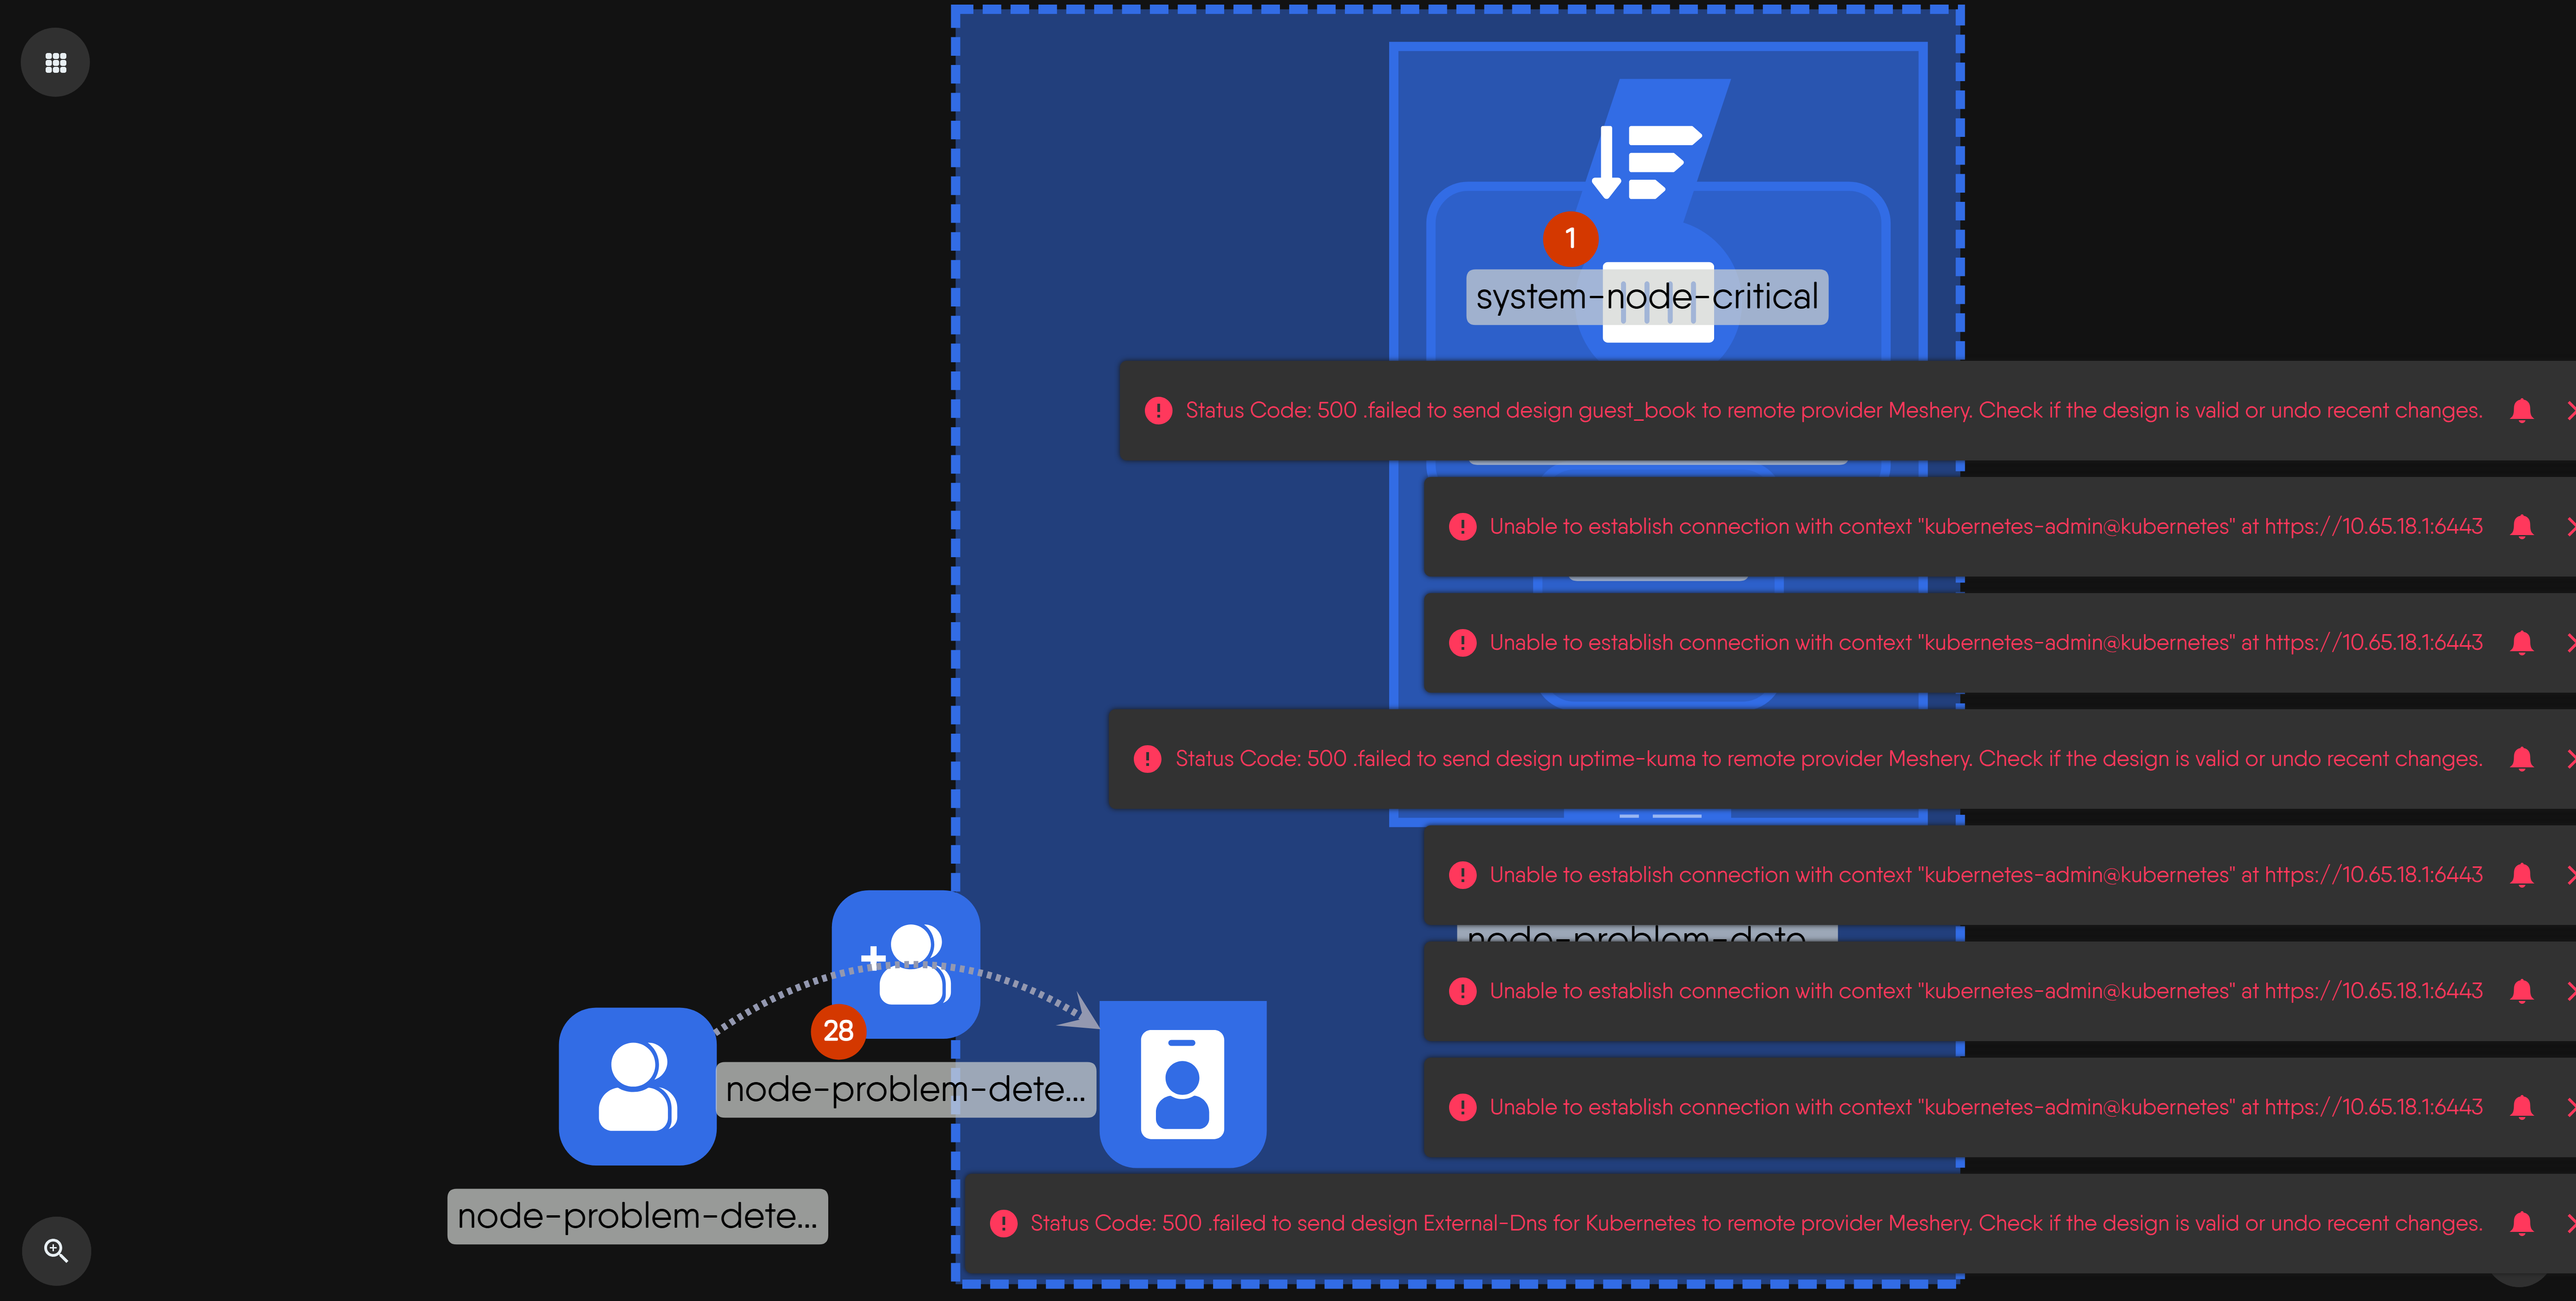 1
system-node-critical
Status Code: 500 .failed to send design guest_book to remote provider Meshery. Check if the design is valid or undo recent changes.
Unable to establish connection with context "kubernetes-admin@kubernetes" at https://10.65.18.1:6443
Unable to establish connection with context "kubernetes-admin@kubernetes" at https://10.65.18.1:6443
Status Code: 500 .failed to send design uptime-kuma to remote provider Meshery. Check if the design is valid or undo recent changes.
Unable to establish connection with context "kubernetes-admin@kubernetes" at https://10.65.18.1:6443
node-problem-dete...
Unable to establish connection with context "kubernetes-admin@kubernetes" at https://10.65.18.1:6443
28
node-problem-dete...
Unable to establish connection with context "kubernetes-admin@kubernetes" at https://10.65.18.1:6443
node-problem-dete...
Status Code: 500 .failed to send design External-Dns for Kubernetes to remote provider Meshery. Check if the design is valid or undo recent changes.